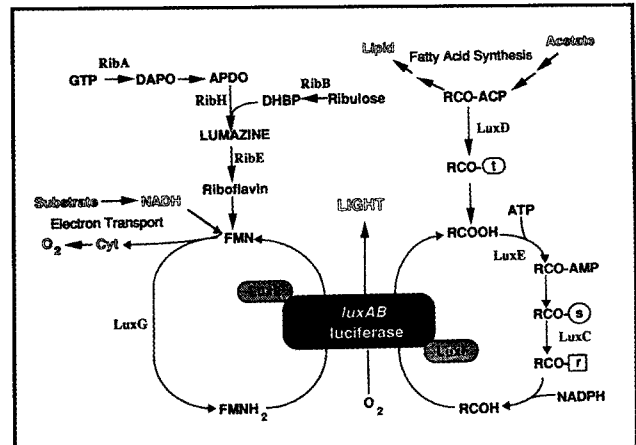 Lipid
Fatty Acid Synthesis
Acetate
RibA
GTP
DAPO
APDO
RibH
DHBP
RibB
Ribulose
RCO-ACP
LuxD
LUMAZINE
RibE
RCO-t
Riboflavin
Substrate
NADH
LIGHT
ATP
Electron Transport
O2
Cyt
FMN
RCOOH
LuxE
RCO-AMP
luxAB
luciferase
RCO-s
LuxG
LuxC
RCO-r
FMNH2
O2
RCOH
NADPH